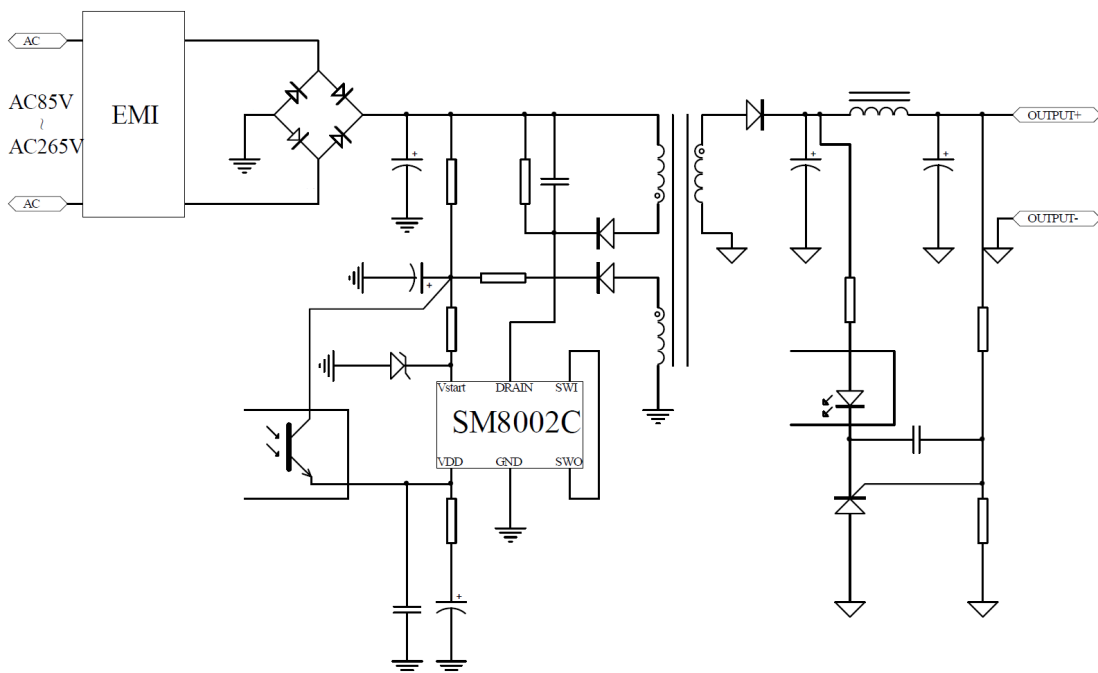 AC
AC85V
~
AC265V
AC
EMI
OUTPUT+
OUTPUT-
Vstart
DRAIN
SWI
SM8002C
VDD
GND
SWO
+
+
+
+
+